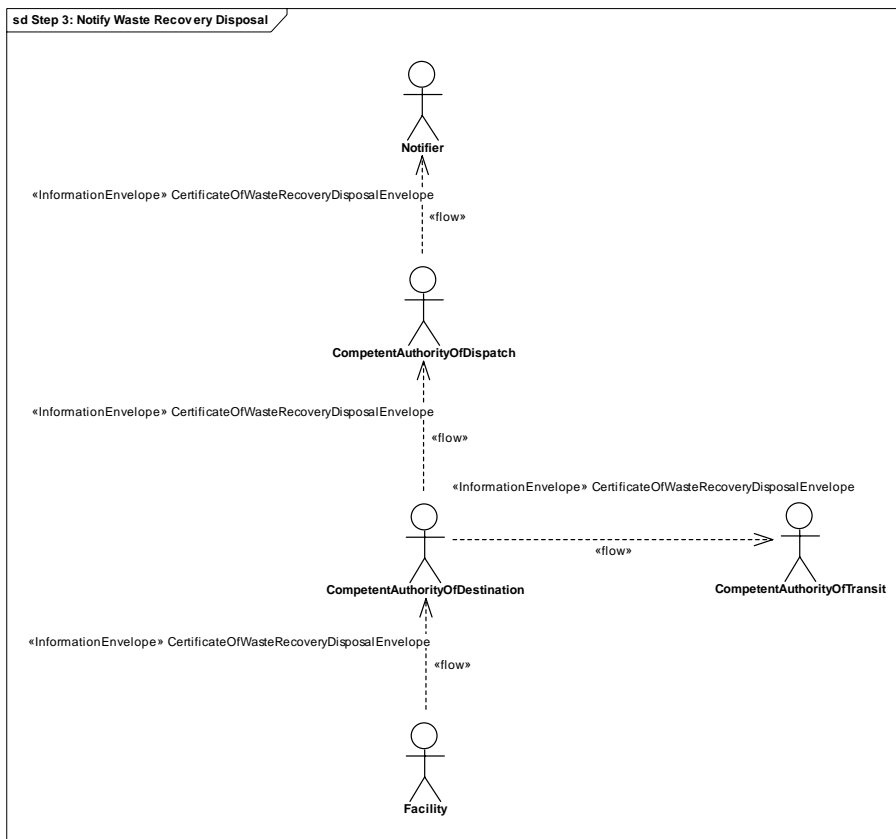 sd Step 3: Notify Waste Recovery Disposal
Notifier
«InformationEnvelope» CertificateOfWasteRecoveryDisposalEnvelope
«flow»
CompetentAuthorityOfDispatch
«InformationEnvelope» CertificateOfWasteRecoveryDisposalEnvelope
«flow»
«InformationEnvelope» CertificateOfWasteRecoveryDisposalEnvelope
«flow»
CompetentAuthorityOfDestination
CompetentAuthorityOfTransit
«InformationEnvelope» CertificateOfWasteRecoveryDisposalEnvelope
«flow»
Facility